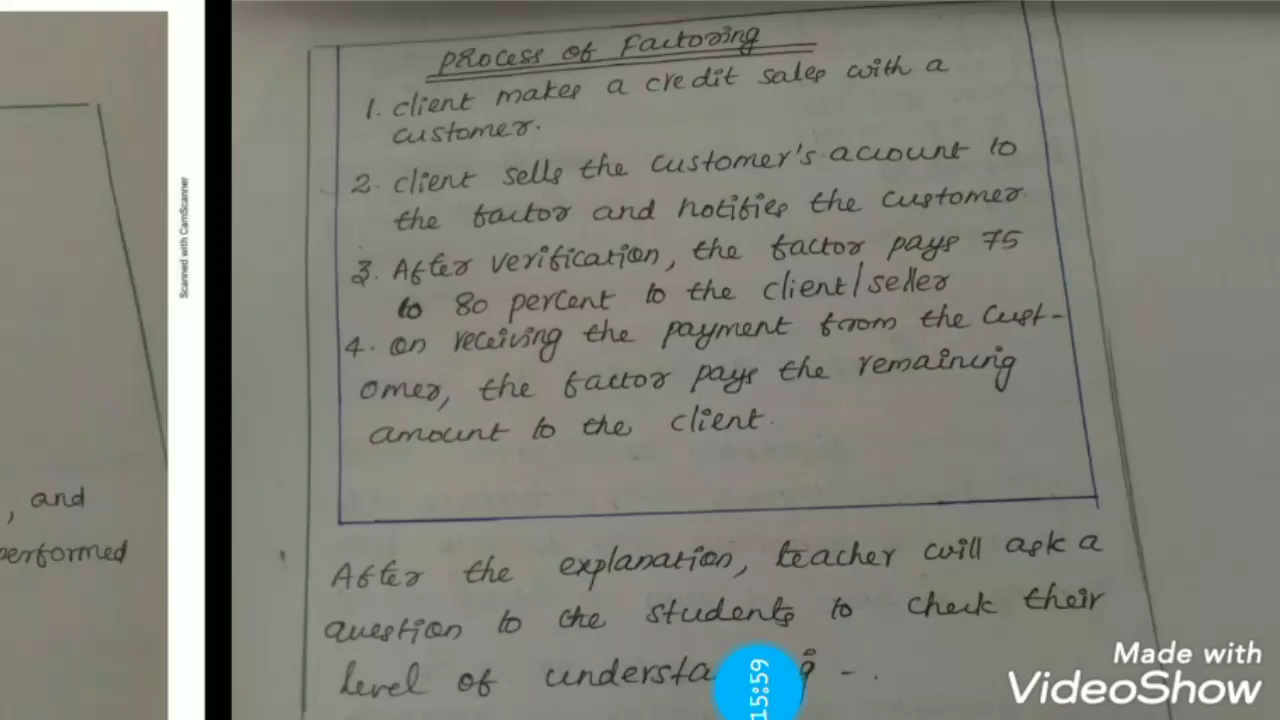 , and
performed
Scanned with CamScanner
Process of Factoring
1. client makes a credit sales with a
customer.
2. client sells the customer's account to
the factor and notifies the customer
3. After verification, the factor pays 75
to 80 percent to the client/seller
4. on receiving the payment from the cust-
omer, the factor pays the remaining
amount to the client.
After the explanation, teacher will ask a
question to the students to check their
level of understa g - .
15:59
Made with
VideoShow